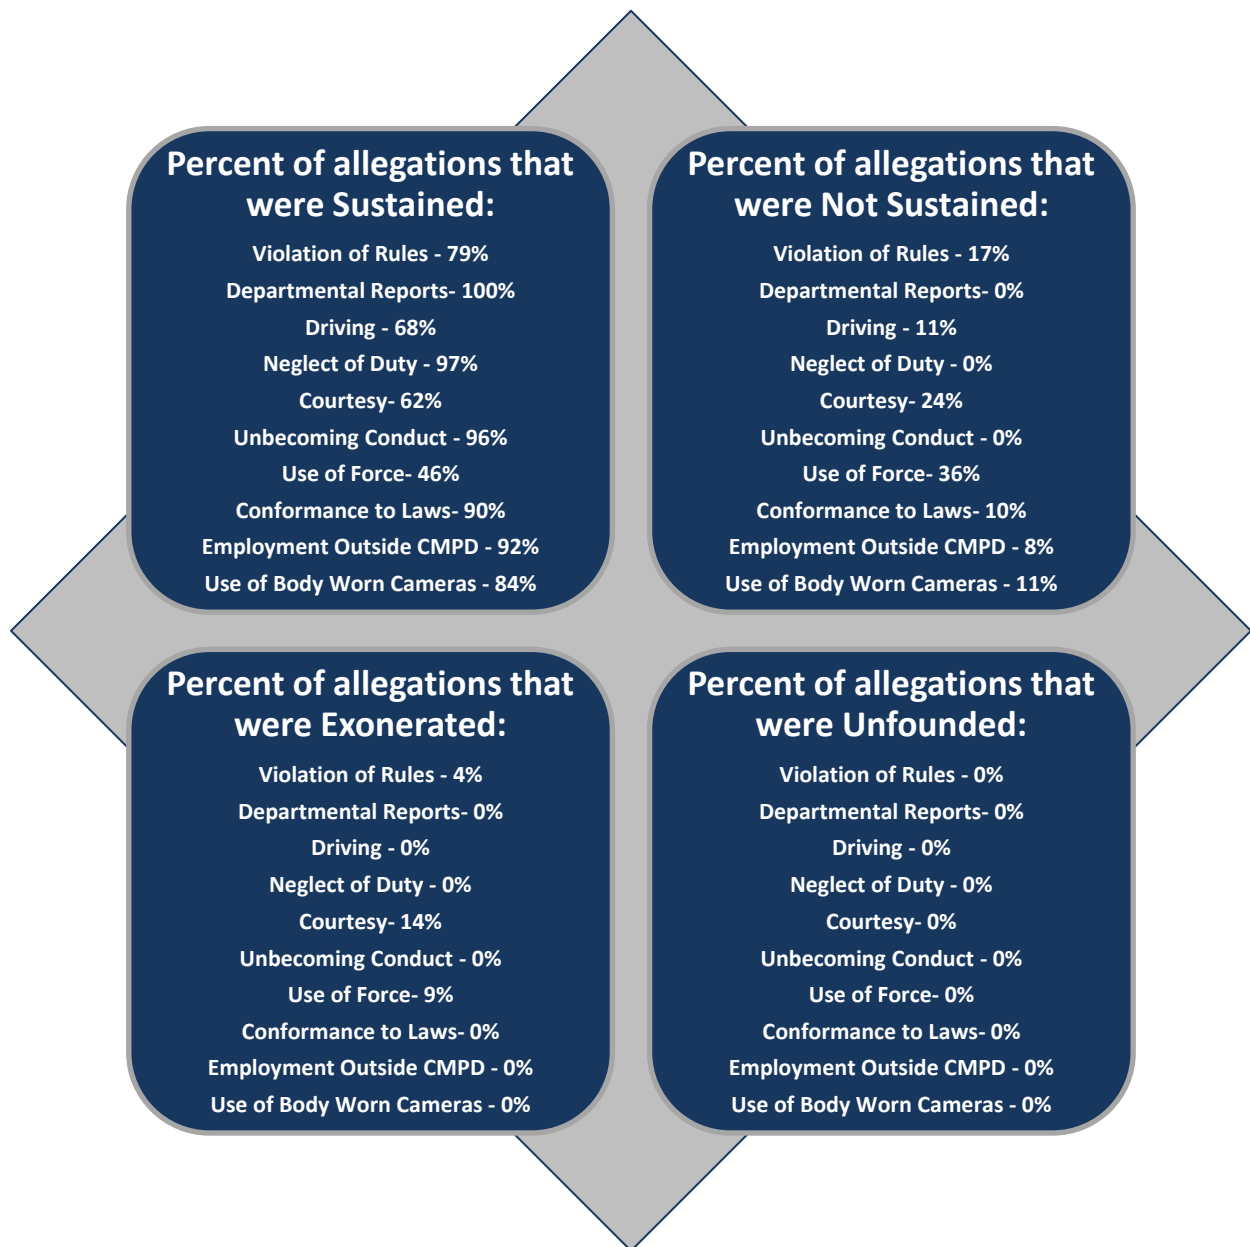 Percent of allegations that
were Sustained:
Violation of Rules - 79%
Departmental Reports- 100%
Driving - 68%
Neglect of Duty - 97%
Courtesy- 62%
Unbecoming Conduct - 96%
Use of Force- 46%
Conformance to Laws- 90%
Employment Outside CMPD - 92%
Use of Body Worn Cameras - 84%
Percent of allegations that
were Not Sustained:
Violation of Rules - 17%
Departmental Reports- 0%
Driving - 11%
Neglect of Duty - 0%
Courtesy- 24%
Unbecoming Conduct - 0%
Use of Force- 36%
Conformance to Laws- 10%
Employment Outside CMPD - 8%
Use of Body Worn Cameras - 11%
Percent of allegations that
were Exonerated:
Violation of Rules - 4%
Departmental Reports- 0%
Driving - 0%
Neglect of Duty - 0%
Courtesy- 14%
Unbecoming Conduct - 0%
Use of Force- 9%
Conformance to Laws- 0%
Employment Outside CMPD - 0%
Use of Body Worn Cameras - 0%
Percent of allegations that
were Unfounded:
Violation of Rules - 0%
Departmental Reports- 0%
Driving - 0%
Neglect of Duty - 0%
Courtesy- 0%
Unbecoming Conduct - 0%
Use of Force- 0%
Conformance to Laws- 0%
Employment Outside CMPD - 0%
Use of Body Worn Cameras - 0%